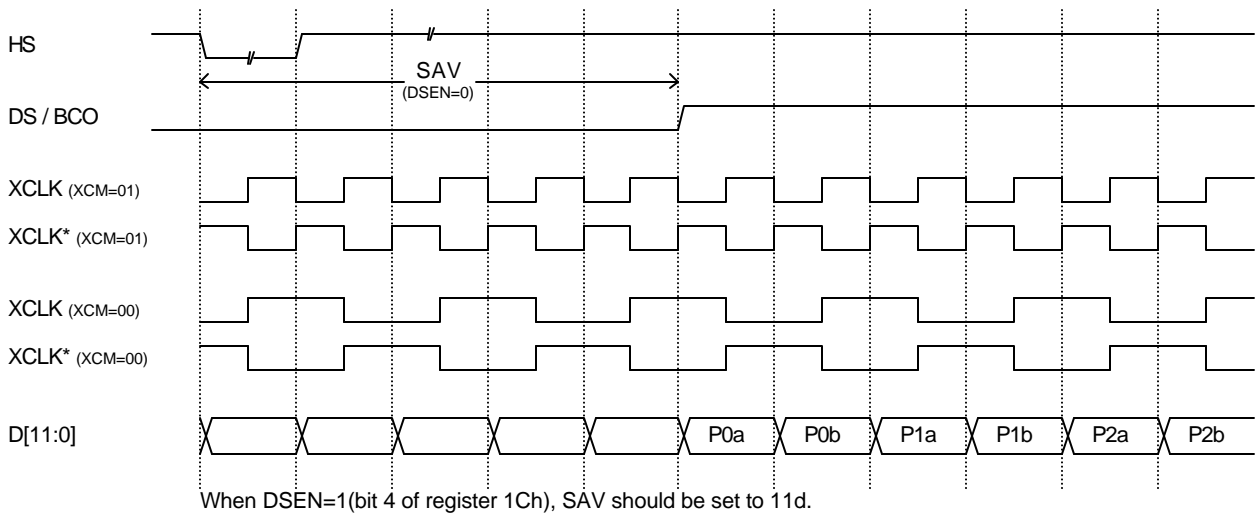 HS
SAV
(DSEN=0)
DS / BCO
XCLK (XCM=01)
XCLK* (XCM=01)
XCLK (XCM=00)
XCLK* (XCM=00)
D[11:0] P0a P0b P1a P1b P2a P2b
When DSEN=1(bit 4 of register 1Ch), SAV should be set to 11d.